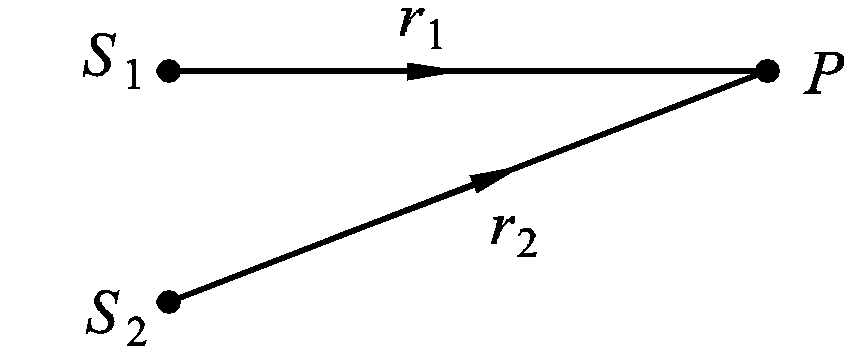 r₁
S₁
P
r₂
S₂